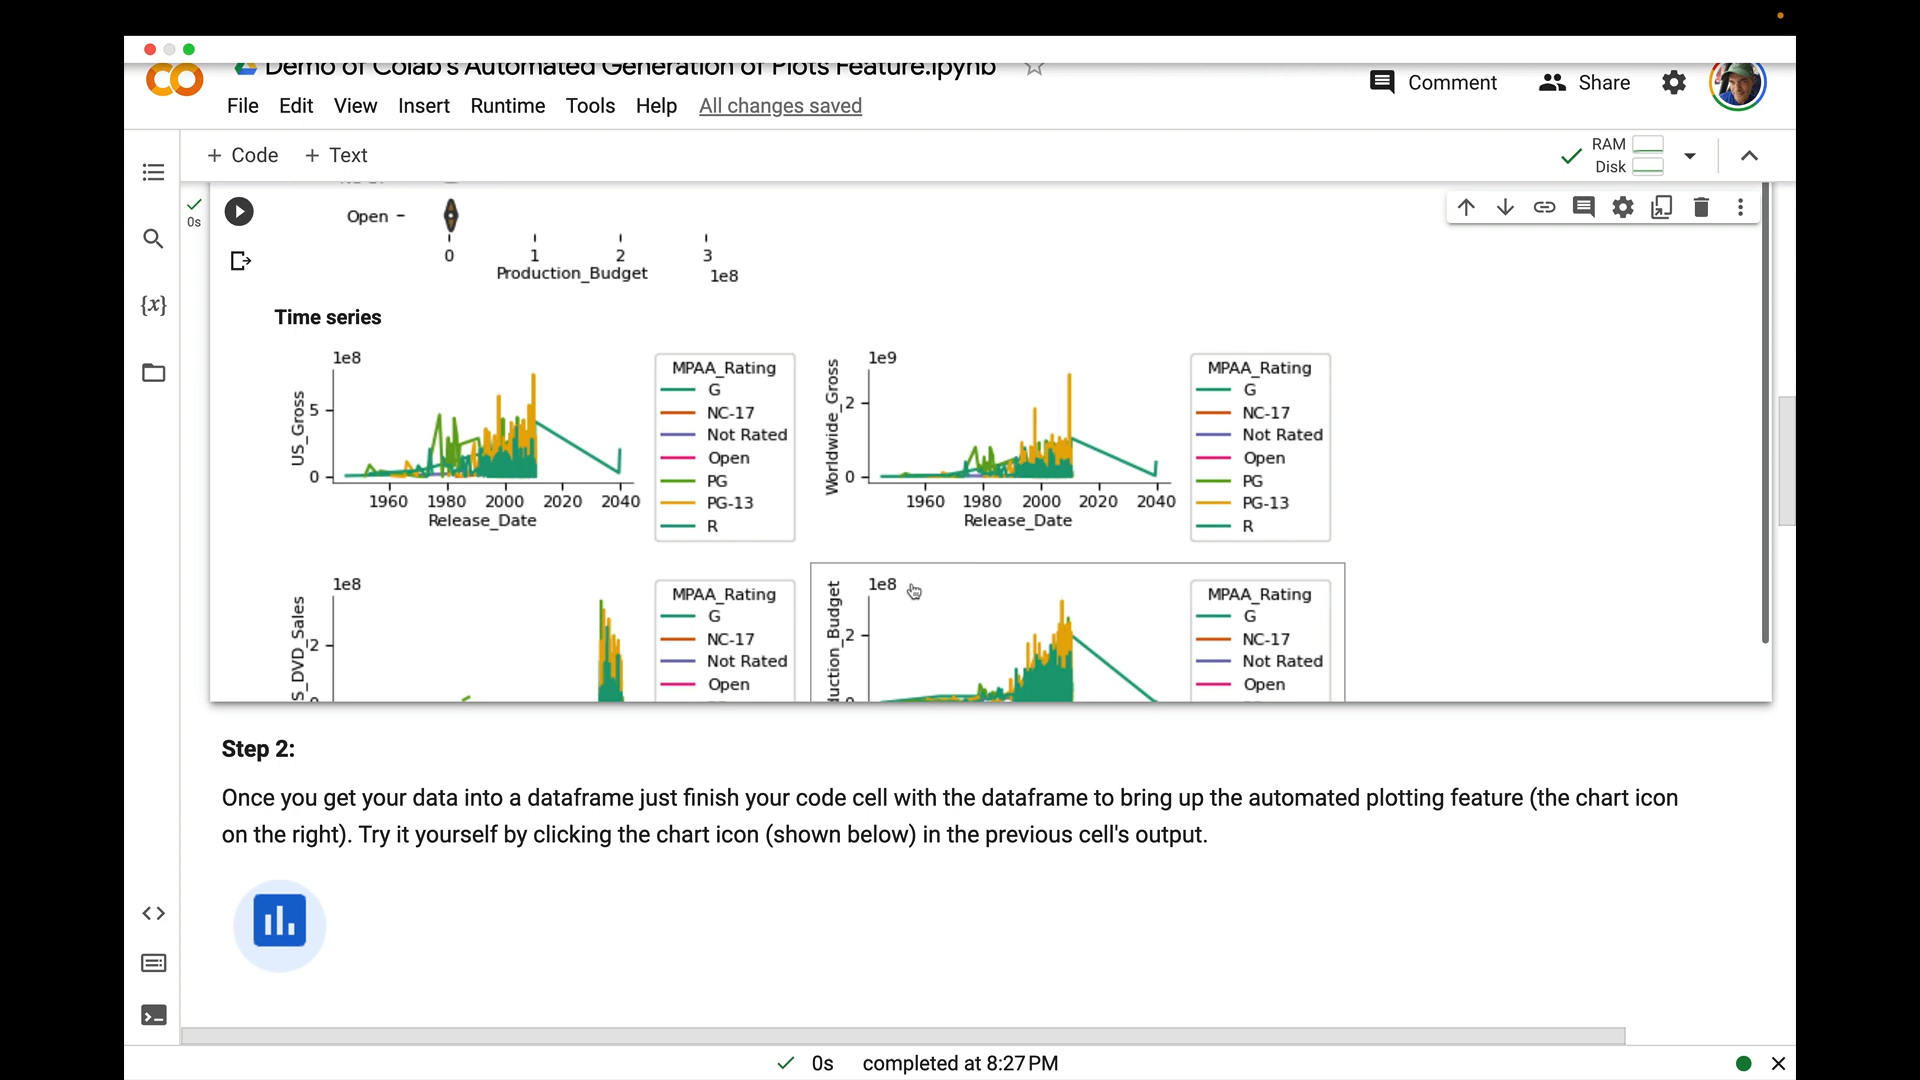 Demo of Colab's Automated Generation of Plots Feature.ipynb
Comment
Share
File Edit View Insert Runtime Tools Help All changes saved
+ Code + Text
RAM
Disk
0s
Open
0 1 2 3
Production_Budget 1e8
Time series
1e8
US_Gross
5
0
1960 1980 2000 2020 2040
Release_Date
MPAA_Rating
G
NC-17
Not Rated
Open
PG
PG-13
R
1e9
Worldwide_Gross
2
0
1960 1980 2000 2020 2040
Release_Date
MPAA_Rating
G
NC-17
Not Rated
Open
PG
PG-13
R
1e8
S_DVD_Sales
2
MPAA_Rating
G
NC-17
Not Rated
Open
1e8
duction_Budget
2
MPAA_Rating
G
NC-17
Not Rated
Open
Step 2:
Once you get your data into a dataframe just finish your code cell with the dataframe to bring up the automated plotting feature (the chart icon
on the right). Try it yourself by clicking the chart icon (shown below) in the previous cell's output.
0s completed at 8:27 PM